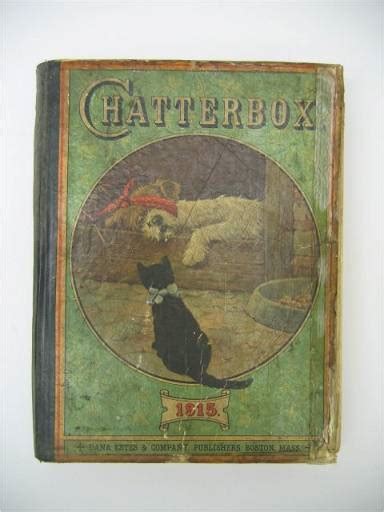 CHATTERBOX
1915.
DANA ESTES & COMPANY, PUBLISHERS, BOSTON, MASS.